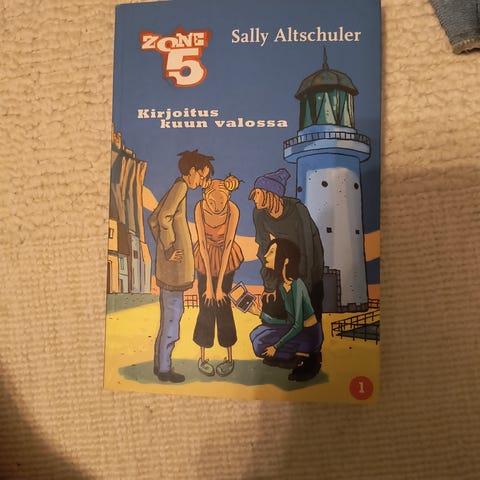 ZONE
5
Sally Altschuler
Kirjoitus
kuun valossa
1